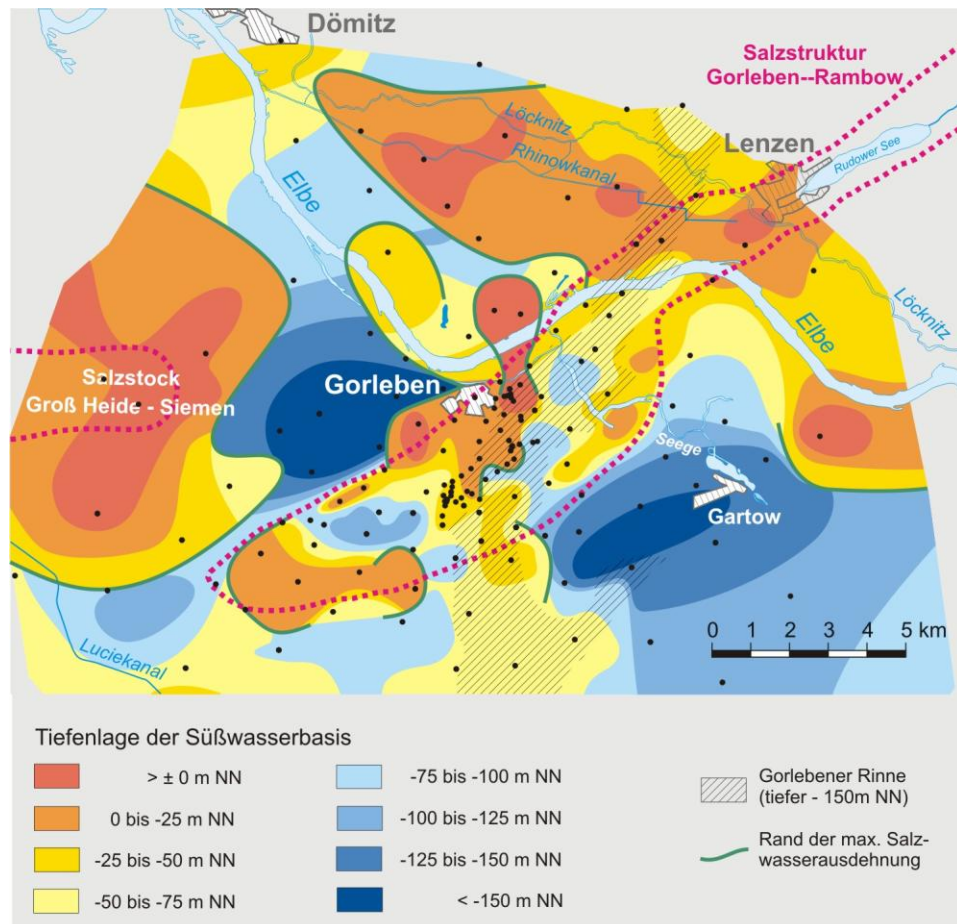 Dömitz
Salzstruktur
Gorleben--Rambow
Löcknitz
Lenzen
Rhinowkanal
Rudower See
Elbe
Löcknitz
Elbe
Salzstock
Groß Heide - Siemen
Gorleben
Seege
Gartow
Luciekanal
0 1 2 3 4 5 km
Tiefenlage der Süßwasserbasis
> ± 0 m NN
0 bis -25 m NN
-25 bis -50 m NN
-50 bis -75 m NN
-75 bis -100 m NN
-100 bis -125 m NN
-125 bis -150 m NN
< -150 m NN
Gorlebener Rinne
(tiefer - 150m NN)
Rand der max. Salz-
wasserausdehnung